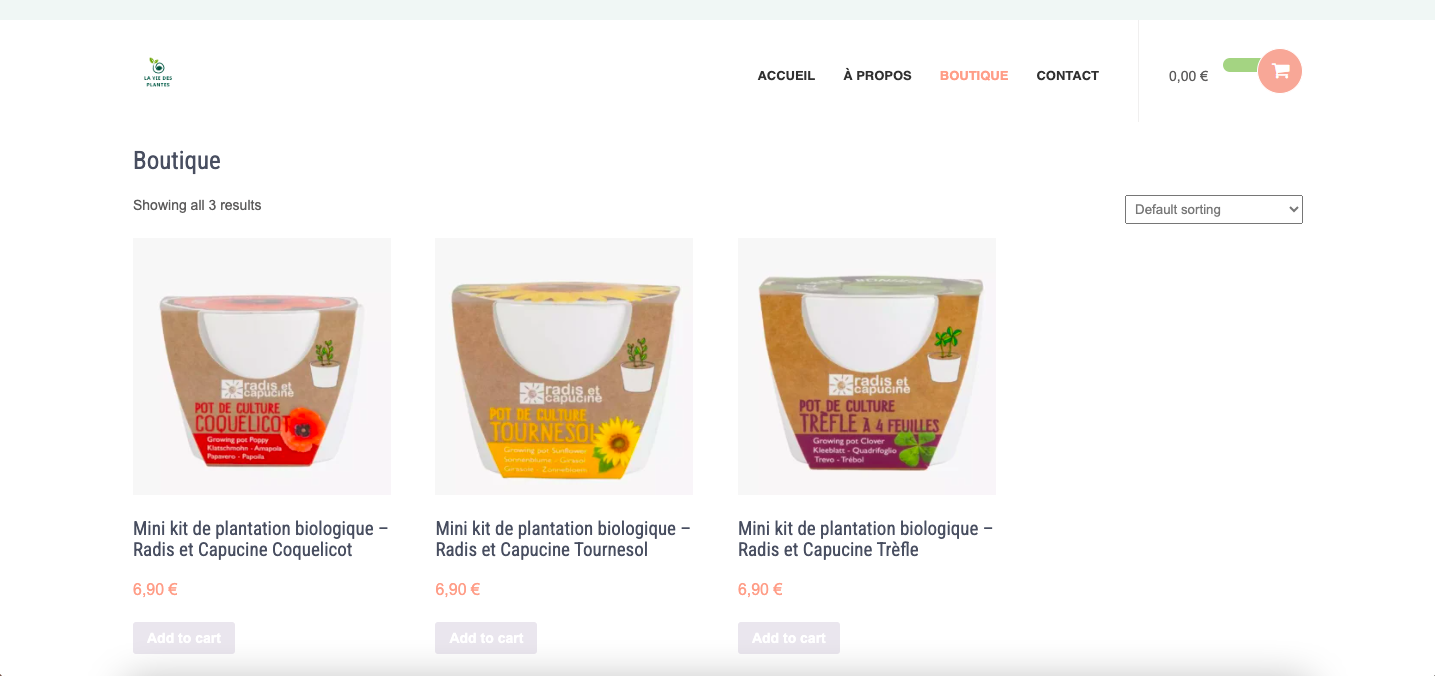 LA VIE DES
PLANTES
ACCUEIL
À PROPOS
BOUTIQUE
CONTACT
0,00 €
Boutique
Showing all 3 results
Default sorting
radis et
capucine
POT DE CULTURE
COQUELICOT
Growing pot Poppy
Klatschmohn - Amapola
Papavero - Papoila
radis et
capucine
POT DE CULTURE
TOURNESOL
Growing pot Sunflower
Sonnenblume - Girasol
Girasole - Zonnebloem
radis et
capucine
POT DE CULTURE
TRÈFLE À 4 FEUILLES
Growing pot Clover
Kleeblatt - Quadrifoglio
Trevo - Trébol
Mini kit de plantation biologique –
Radis et Capucine Coquelicot
6,90 €
Add to cart
Mini kit de plantation biologique –
Radis et Capucine Tournesol
6,90 €
Add to cart
Mini kit de plantation biologique –
Radis et Capucine Trèfle
6,90 €
Add to cart